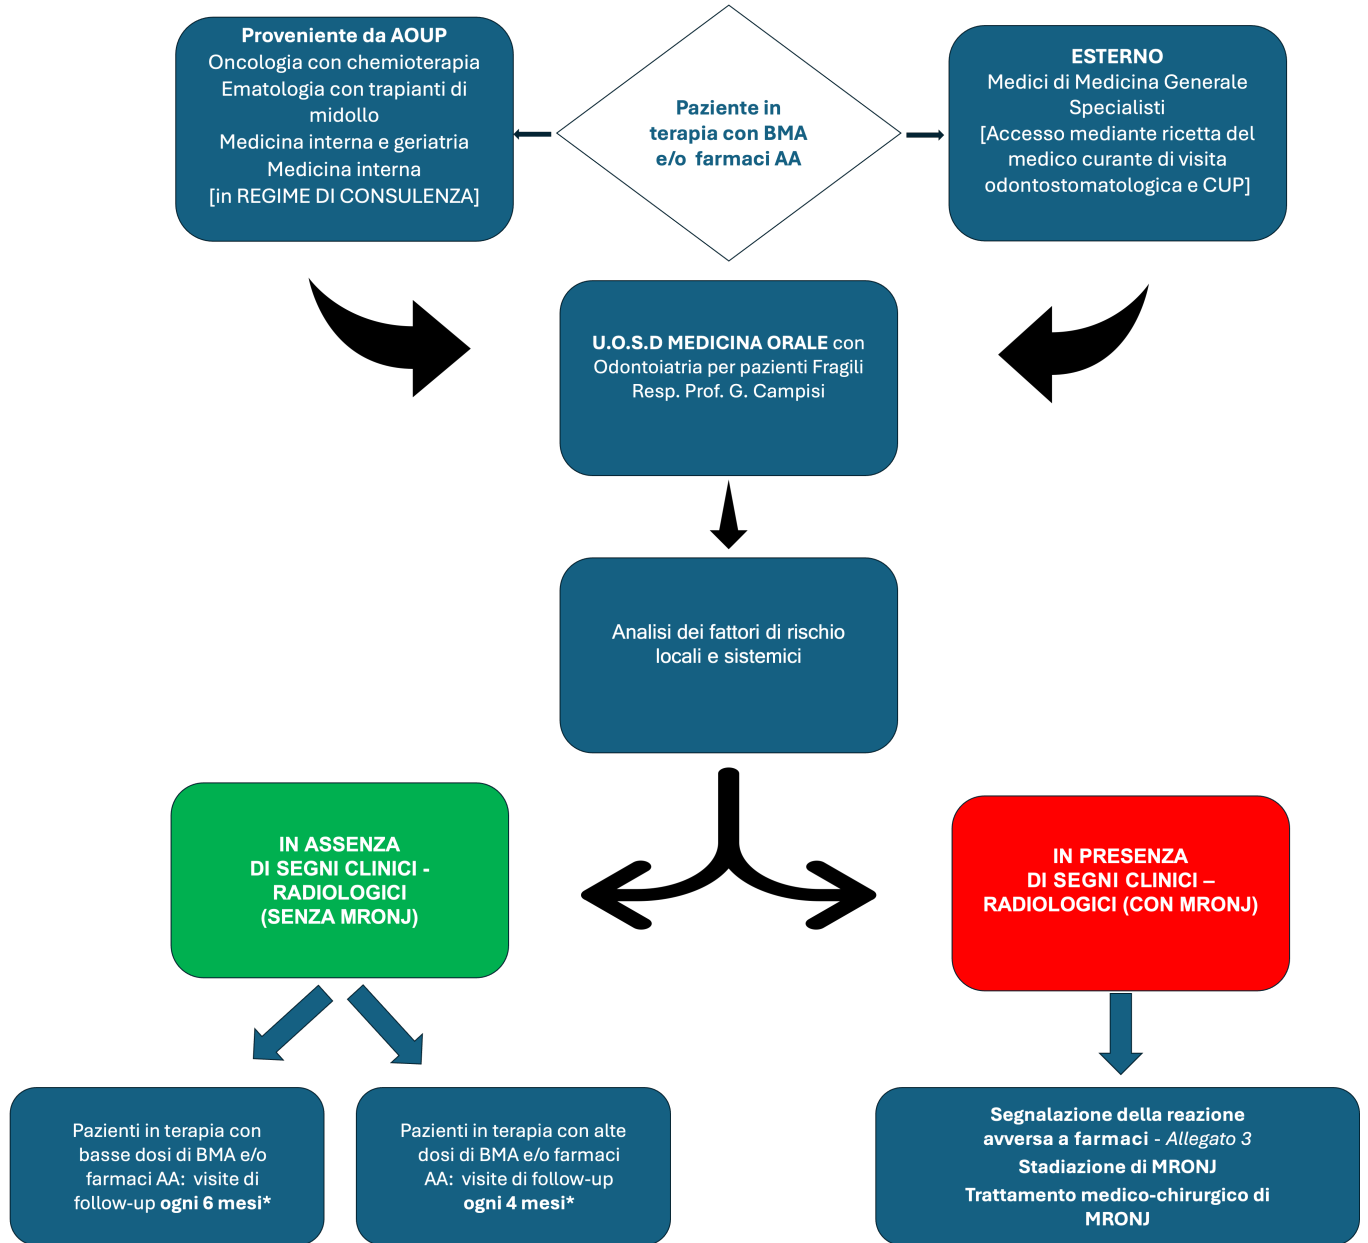 Proveniente da AOUP
Oncologia con chemioterapia
Ematologia con trapianti di
midollo
Medicina interna e geriatria
Medicina interna
[in REGIME DI CONSULENZA]
Paziente in
terapia con BMA
e/o farmaci AA
ESTERNO
Medici di Medicina Generale
Specialisti
[Accesso mediante ricetta del
medico curante di visita
odontostomatologica e CUP]
U.O.S.D MEDICINA ORALE con
Odontoiatria per pazienti Fragili
Resp. Prof. G. Campisi
Analisi dei fattori di rischio
locali e sistemici
IN ASSENZA
DI SEGNI CLINICI -
RADIOLOGICI
(SENZA MRONJ)
IN PRESENZA
DI SEGNI CLINICI –
RADIOLOGICI (CON MRONJ)
Pazienti in terapia con
basse dosi di BMA e/o
farmaci AA: visite di
follow-up ogni 6 mesi*
Pazienti in terapia con alte
dosi di BMA e/o farmaci
AA: visite di follow-up
ogni 4 mesi*
Segnalazione della reazione
avversa a farmaci - Allegato 3
Stadiazione di MRONJ
Trattamento medico-chirurgico di
MRONJ